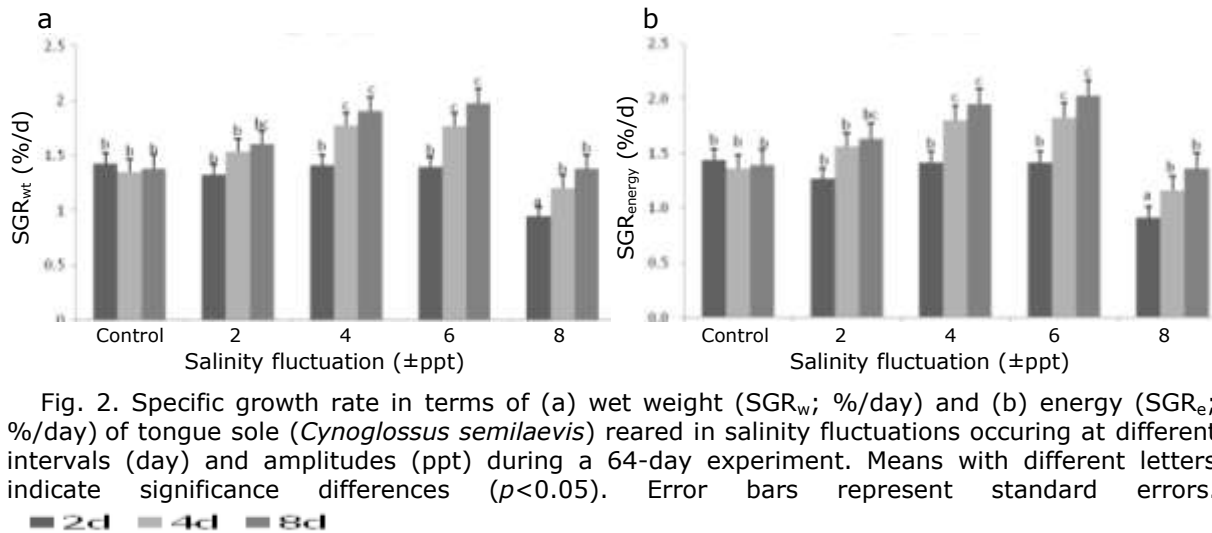 a
b
2.5
2
1.5
1
0.5
0
SGRwt (%/d)
b b b b b bc b c c b c c a b b
Control 2 4 6 8
Salinity fluctuation (±ppt)
2.5
2.0
1.5
1.0
0.5
0.0
SGRenergy (%/d)
b b b b b bc b c c b c c a b b
Control 2 4 6 8
Salinity fluctuation (±ppt)
Fig. 2. Specific growth rate in terms of (a) wet weight (SGRw; %/day) and (b) energy (SGRe;
%/day) of tongue sole (Cynoglossus semilaevis) reared in salinity fluctuations occuring at different
intervals (day) and amplitudes (ppt) during a 64-day experiment. Means with different letters
indicate significance differences (p<0.05). Error bars represent standard errors.
2d 4d 8d